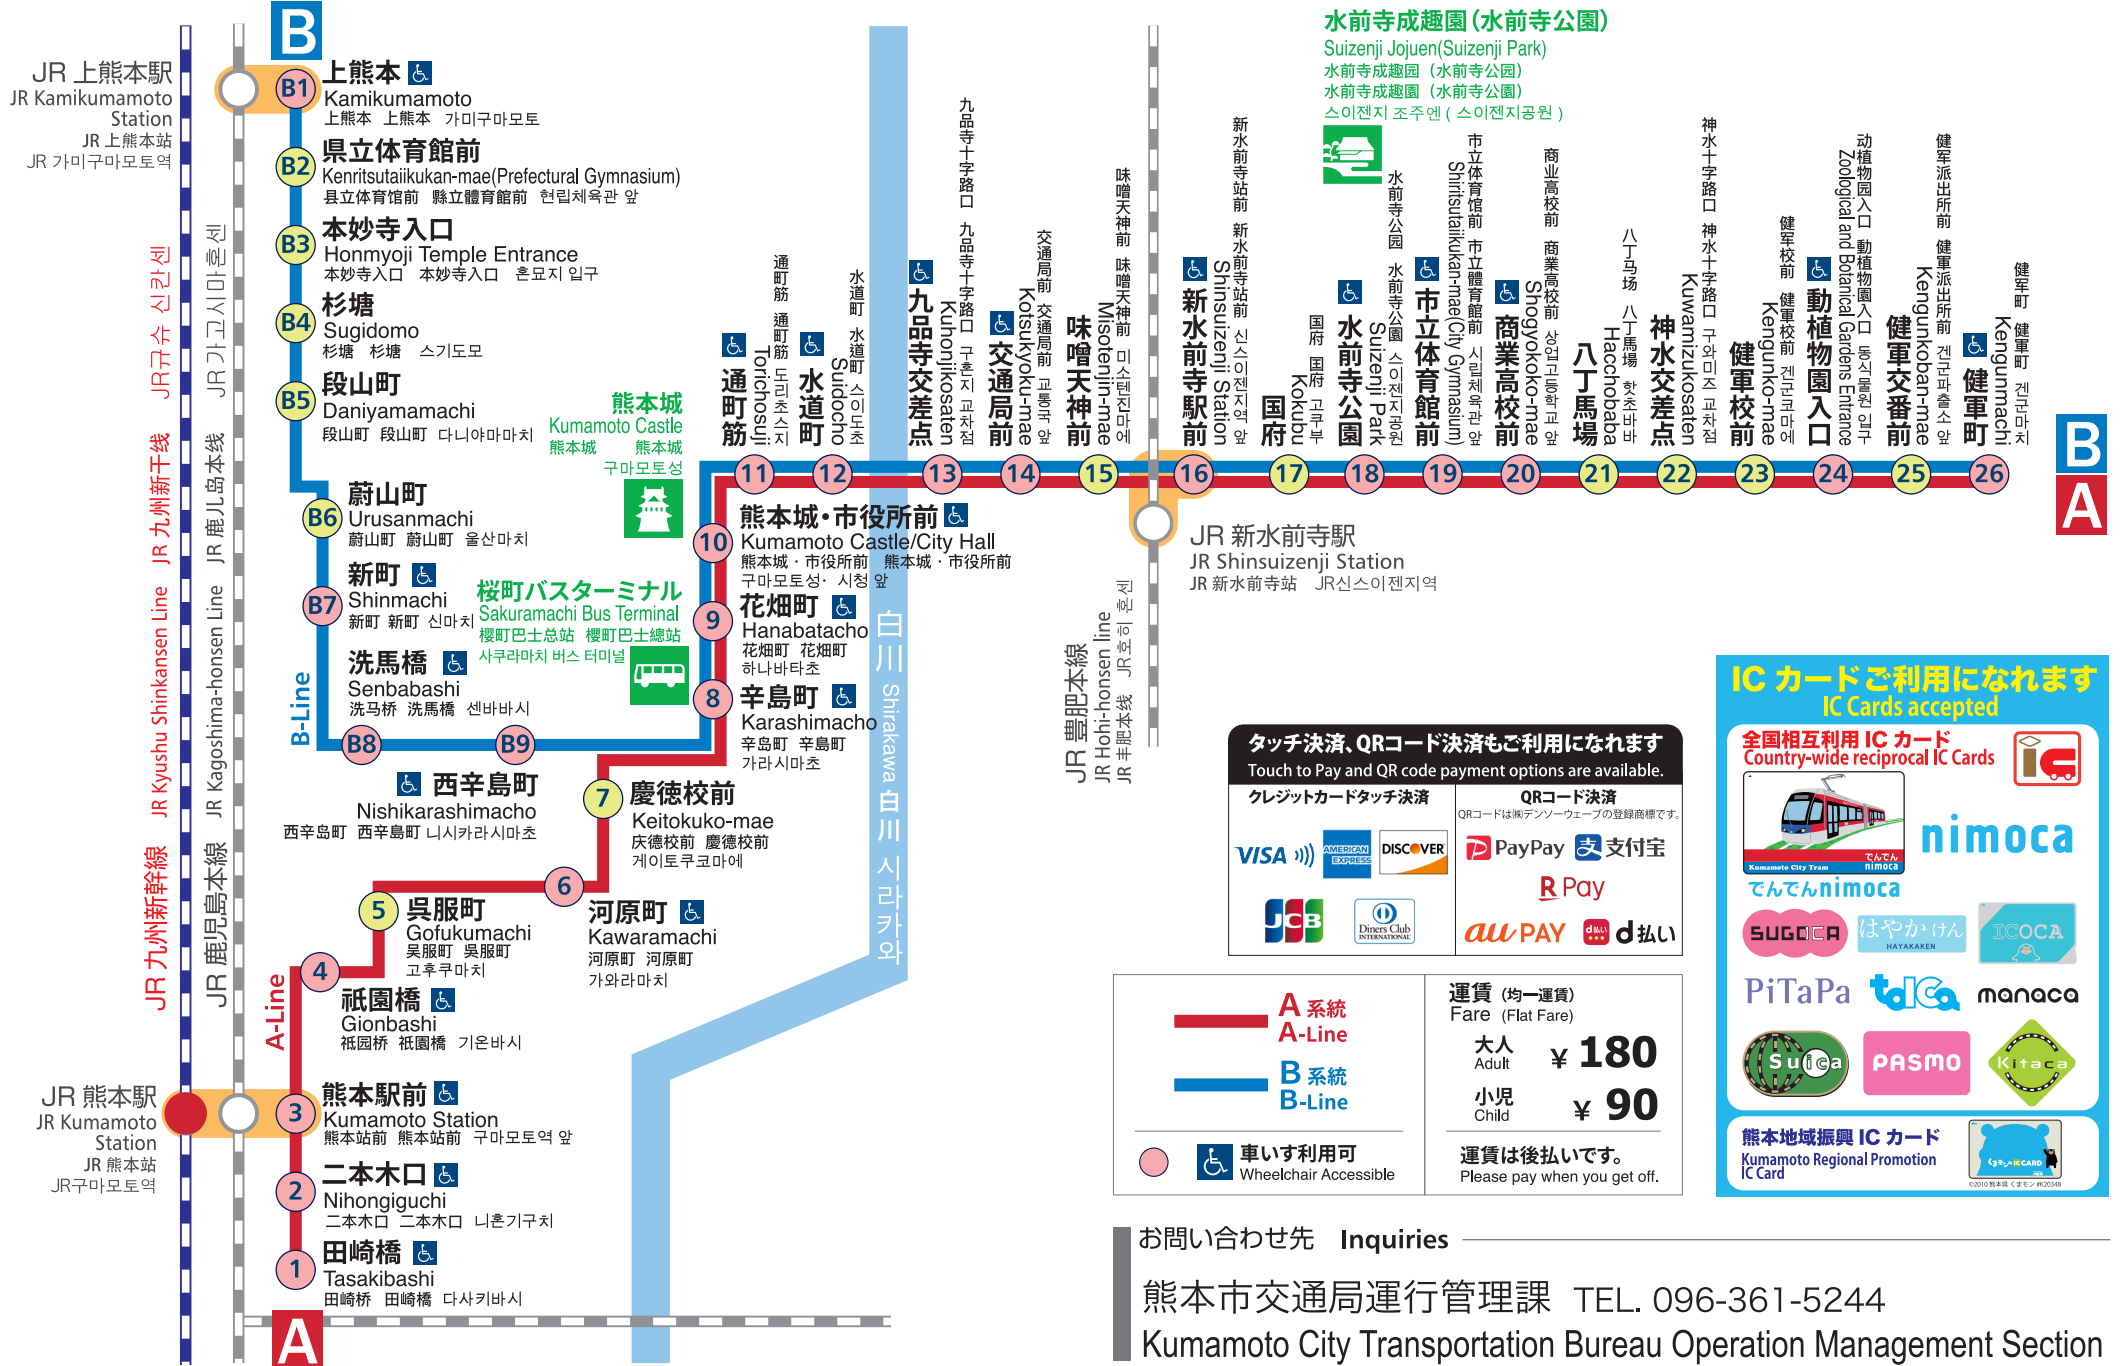 B
JR 上熊本駅
JR Kamikumamoto
Station
JR 上熊本站
JR 가미구마모토역
B1
上熊本
Kamikumamoto
上熊本 上熊本 가미구마모토
B2
県立体育館前
Kenritsutaiikukan-mae(Prefectural Gymnasium)
县立体育馆前 縣立體育館前 현립체육관 앞
B3
本妙寺入口
Honmyoji Temple Entrance
本妙寺入口 本妙寺入口 혼묘지 입구
B4
杉塘
Sugidomo
杉塘 杉塘 스기도모
B5
段山町
Daniyamamachi
段山町 段山町 다니야마마치
B6
蔚山町
Urusanmachi
蔚山町 蔚山町 울산마치
B7
新町
Shinmachi
新町 新町 신마치
洗馬橋
Senbabashi
洗马桥 洗馬橋 센바바시
B8
B9
西辛島町
Nishikarashimacho
西辛岛町 西辛島町 니시카라시마초
B-Line
JR 九州新幹線
JR Kyushu Shinkansen Line
JR 九州新干线
JR규슈 신칸센
JR 鹿児島本線
JR Kagoshima-honsen Line
JR 鹿儿岛本线
JR 가고시마혼센
熊本城
Kumamoto Castle
熊本城 熊本城
구마모토성
桜町バスターミナル
Sakuramachi Bus Terminal
樱町巴士总站 櫻町巴士總站
사쿠라마치 버스 터미널
10
熊本城・市役所前
Kumamoto Castle/City Hall
熊本城・市役所前 熊本城・市役所前
구마모토성・시청 앞
9
花畑町
Hanabatacho
花畑町 花畑町
하나바타초
8
辛島町
Karashimacho
辛岛町 辛島町
가라시마초
7
慶徳校前
Keitokuko-mae
庆德校前 慶德校前
게이토쿠코마에
6
河原町
Kawaramachi
河原町 河原町
가와라마치
5
呉服町
Gofukumachi
吴服町 吳服町
고후쿠마치
4
祇園橋
Gionbashi
祗园桥 祇園橋 기온바시
A-Line
JR 熊本駅
JR Kumamoto
Station
JR 熊本站
JR구마모토역
3
熊本駅前
Kumamoto Station
熊本站前 熊本站前 구마모토역 앞
2
二本木口
Nihongiguchi
二本木口 二本木口 니혼기구치
1
田崎橋
Tasakibashi
田崎桥 田崎橋 다사키바시
A
白川 Shirakawa 白川 시라카와
水前寺成趣園(水前寺公園)
Suizenji Jojuen(Suizenji Park)
水前寺成趣园（水前寺公园）
水前寺成趣園（水前寺公園）
스이젠지 조주엔 ( 스이젠지공원 )
11
通町筋
Torichosuji
通町筋 通町筋 도리초스지
12
水道町
Suidocho
水道町 水道町 스이도초
13
九品寺交差点
Kuhonjikosaten
九品寺十字路口 九品寺十字路口 구혼지 교차점
14
交通局前
Kotsukyoku-mae
交通局前 交通局前 교통국 앞
15
味噌天神前
Misotenjin-mae
味噌天神前 味噌天神前 미소텐진마에
16
新水前寺駅前
Shinsuizenji Station
新水前寺站前 新水前寺站前 신스이젠지역 앞
17
国府
Kokubu
国府 国府 고쿠부
18
水前寺公園
Suizenji Park
水前寺公园 水前寺公園 스이젠지공원
19
市立体育館前
Shiritsutaiikukan-mae(City Gymnasium)
市立体育馆前 市立體育館前 시립체육관 앞
20
商業高校前
Shogyokoko-mae
商业高校前 商業高校前 상업고등학교 앞
21
八丁馬場
Hacchobaba
八丁马场 八丁馬場 핫초바바
22
神水交差点
Kuwamizukosaten
神水十字路口 神水十字路口 구와미즈 교차점
23
健軍校前
Kengunko-mae
健军校前 健軍校前 겐군코마에
24
動植物園入口
Zoological and Botanical Gardens Entrance
动植物园入口 動植物園入口 동식물원 입구
25
健軍交番前
Kengunkoban-mae
健军派出所前 健軍派出所前 겐군파출소 앞
26
健軍町
Kengunmachi
健军町 健軍町 겐군마치
B
A
JR 新水前寺駅
JR Shinsuizenji Station
JR 新水前寺站 JR신스이젠지역
JR 豊肥本線
JR Hohi-honsen line
JR 丰肥本线 JR호히 혼센
タッチ決済、QRコード決済もご利用になれます
Touch to Pay and QR code payment options are available.
クレジットカードタッチ決済
VISA
AMERICAN EXPRESS
DISCOVER
JCB
Diners Club
INTERNATIONAL
QRコード決済
QRコードは㈱デンソーウェーブの登録商標です。
PayPay
支 支付宝
R Pay
au PAY
d払い d払い
A 系統
A-Line
B 系統
B-Line
車いす利用可
Wheelchair Accessible
運賃（均一運賃）
Fare (Flat Fare)
大人
Adult
¥ 180
小児
Child
¥ 90
運賃は後払いです。
Please pay when you get off.
IC カードご利用になれます
IC Cards accepted
全国相互利用 IC カード
Country-wide reciprocal IC Cards
IC
Kumamoto City Tram
でんでん
nimoca
nimoca
でんでんnimoca
SUGOCA
はやかけん
HAYAKAKEN
ICOCA
PiTaPa
TOICA
manaca
Suica
PASMO
Kitaca
熊本地域振興 IC カード
Kumamoto Regional Promotion
IC Card
くまモンのIC CARD
©2010 熊本県 くまモン #K20348
お問い合わせ先 Inquiries
熊本市交通局運行管理課 TEL. 096-361-5244
Kumamoto City Transportation Bureau Operation Management Section